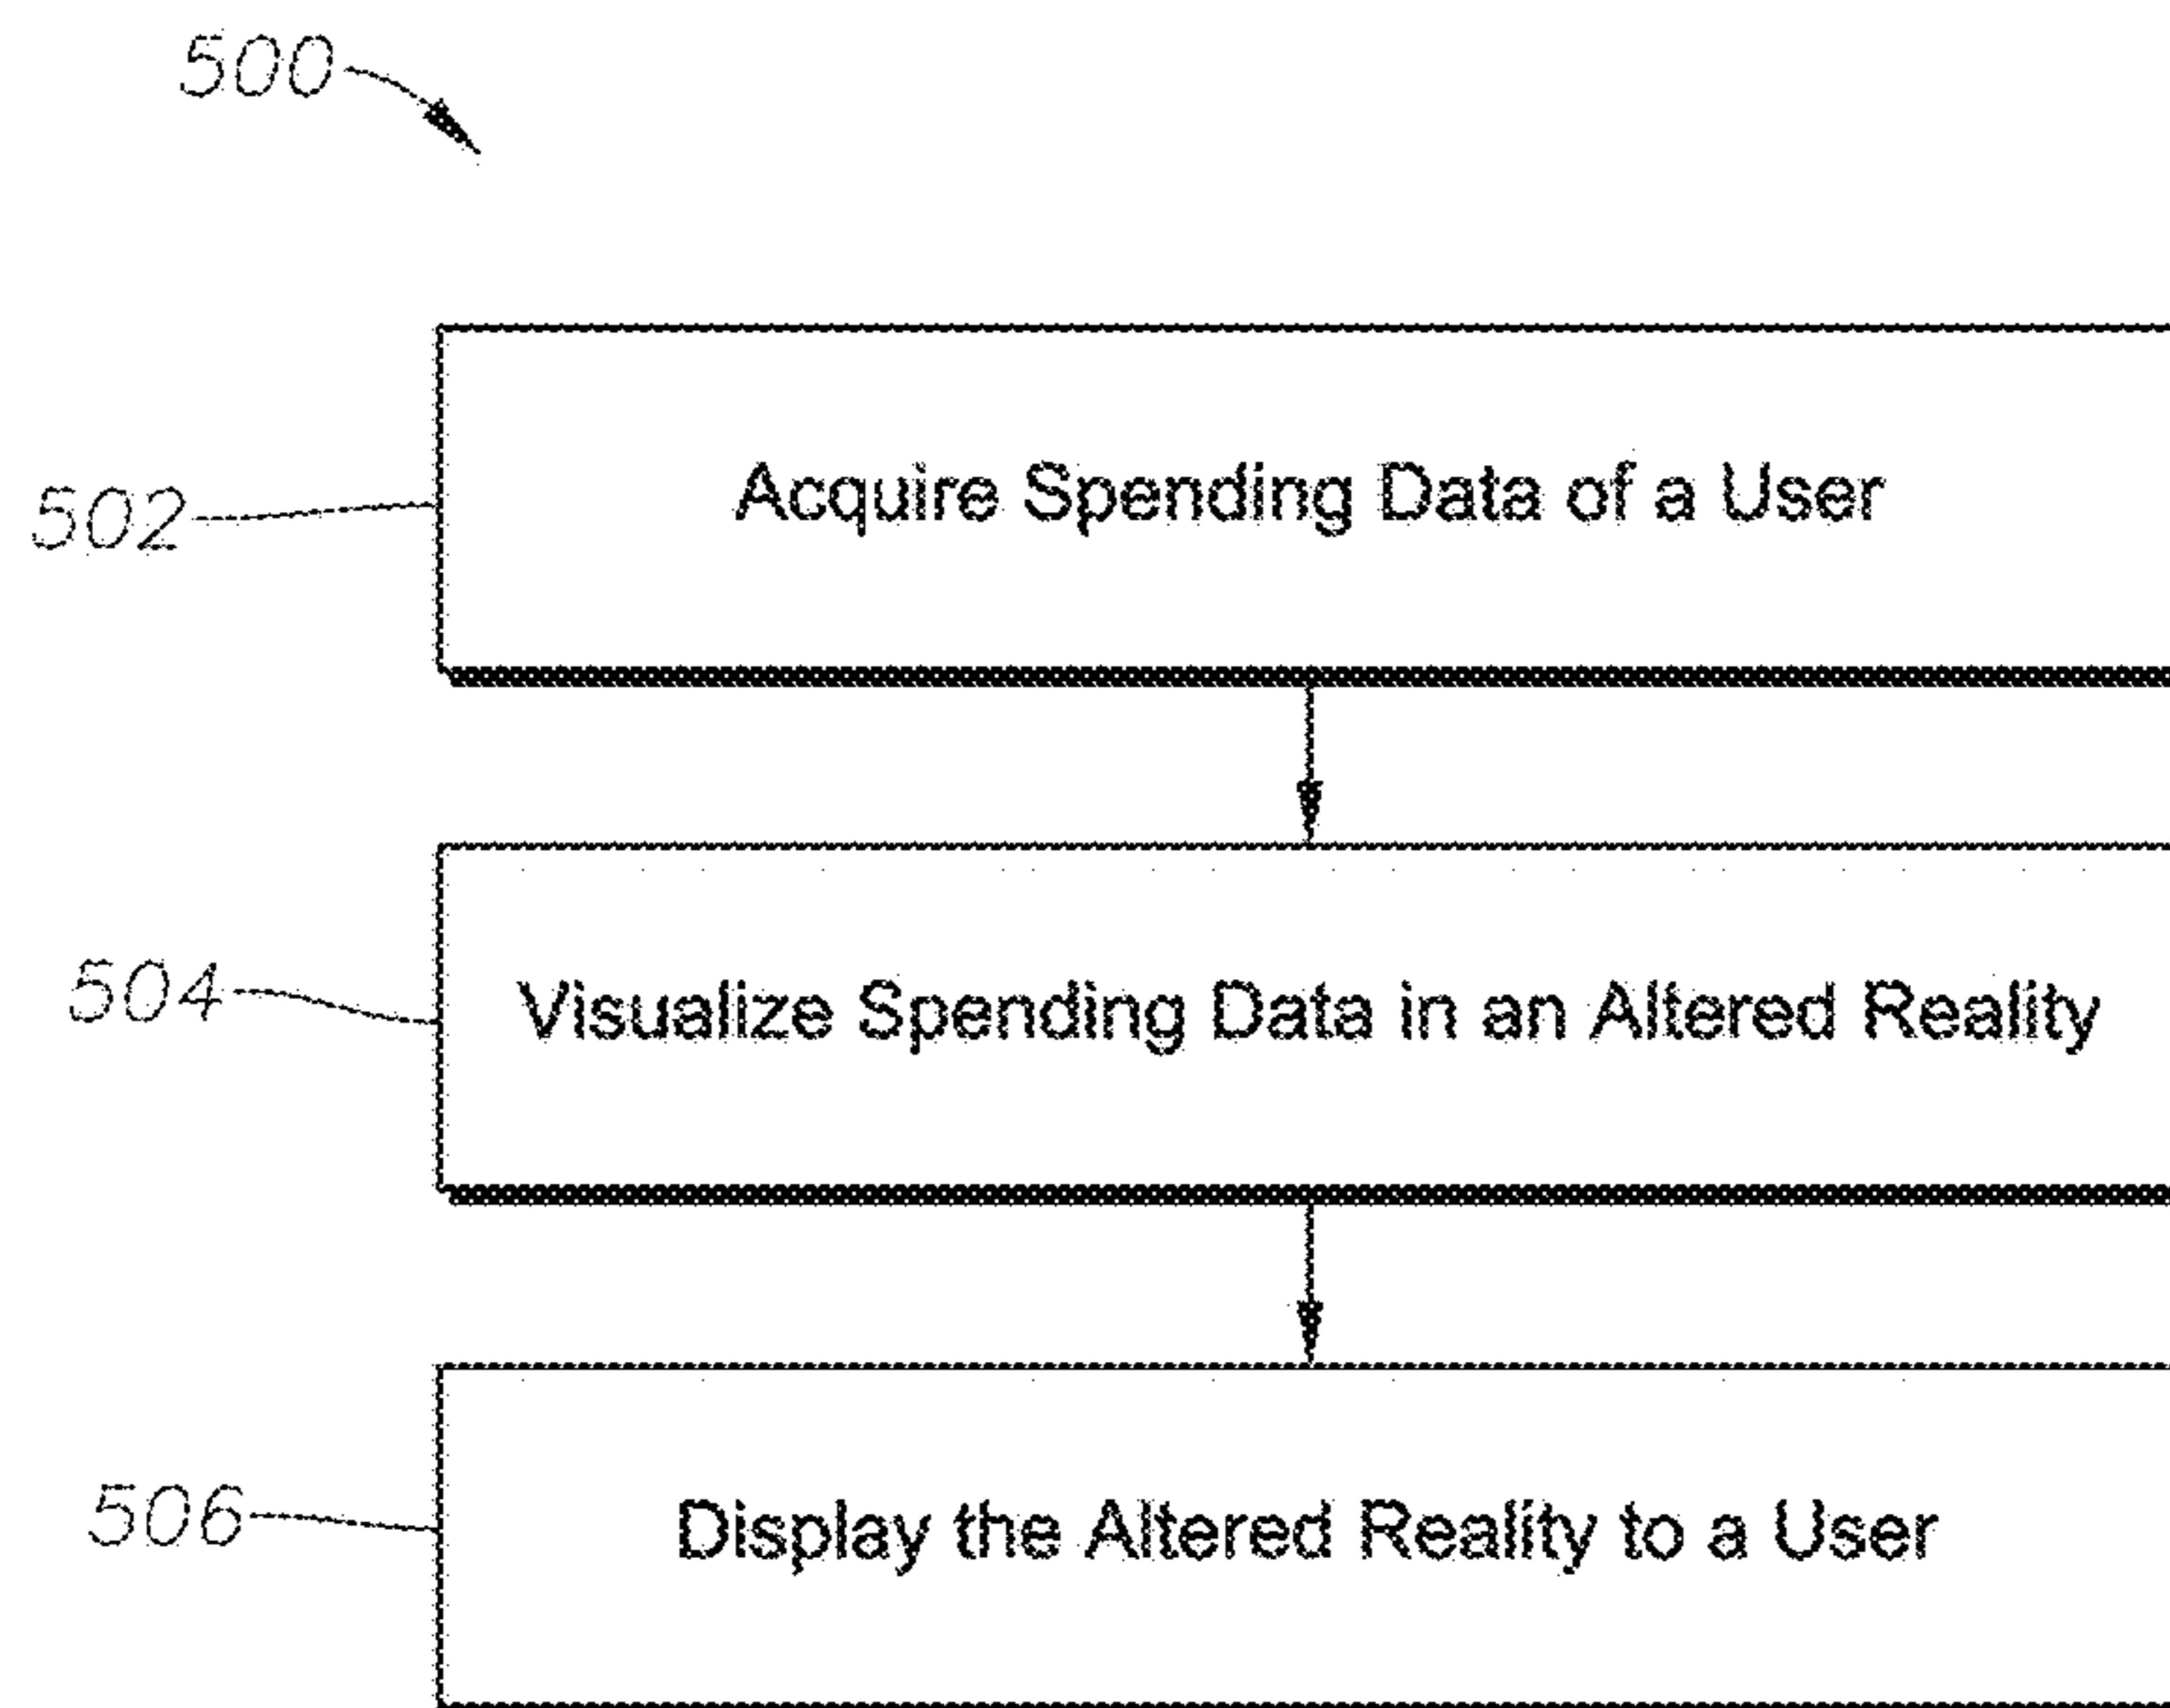 500
502
Acquire Spending Data of a User
504
Visualize Spending Data in an Altered Reality
506
Display the Altered Reality to a User